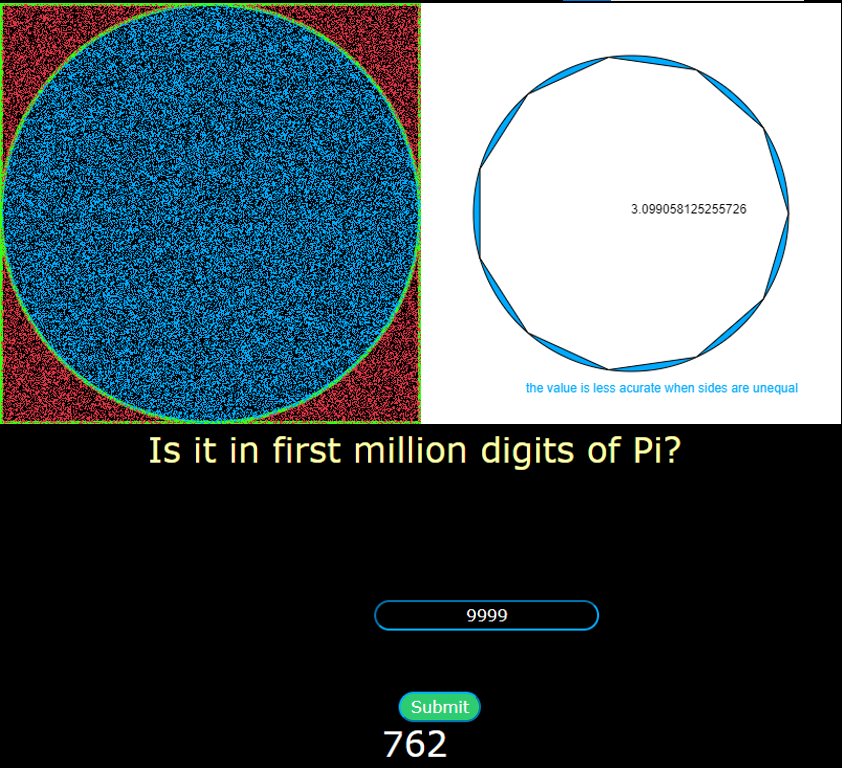 3.099058125255726
the value is less acurate when sides are unequal
Is it in first million digits of Pi?
9999
Submit
762